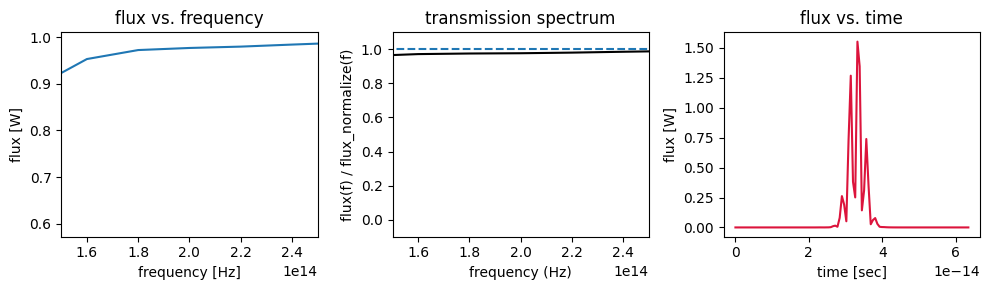 flux vs. frequency
flux [W]
1.0
0.9
0.8
0.7
0.6
1.6
1.8
2.0
2.2
2.4
1e14
frequency [Hz]
transmission spectrum
flux(f) / flux_normalize(f)
1.0
0.8
0.6
0.4
0.2
0.0
1.6
1.8
2.0
2.2
2.4
1e14
frequency (Hz)
flux vs. time
flux [W]
1.50
1.25
1.00
0.75
0.50
0.25
0.00
0
2
4
6
1e−14
time [sec]